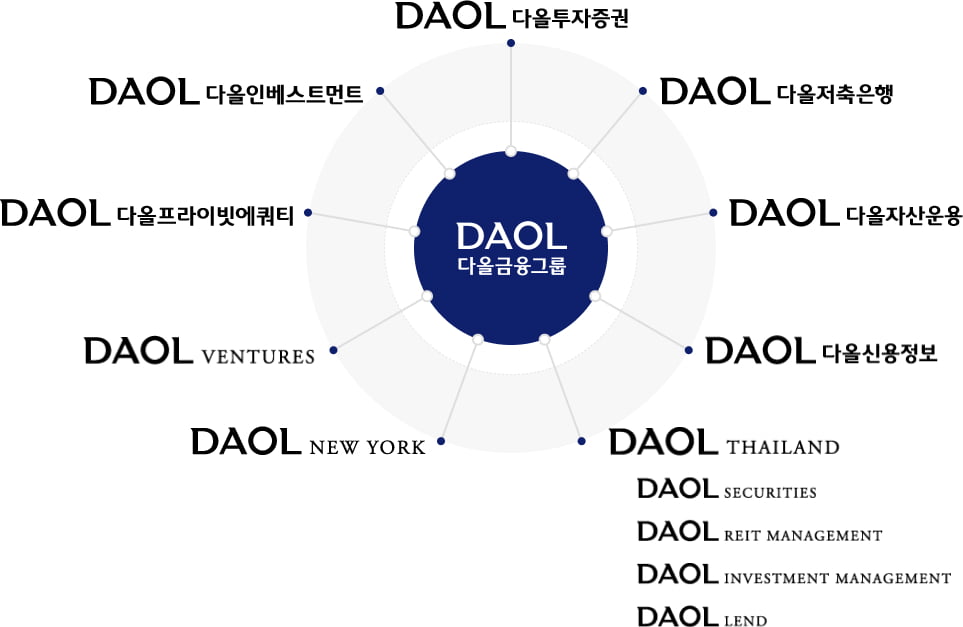 DAOL 다올투자증권
DAOL 다올인베스트먼트
DAOL 다올저축은행
DAOL 다올프라이빗에쿼티
DAOL 다올자산운용
DAOL
다올금융그룹
DAOL VENTURES
DAOL 다올신용정보
DAOL NEW YORK
DAOL THAILAND
DAOL SECURITIES
DAOL REIT MANAGEMENT
DAOL INVESTMENT MANAGEMENT
DAOL LEND